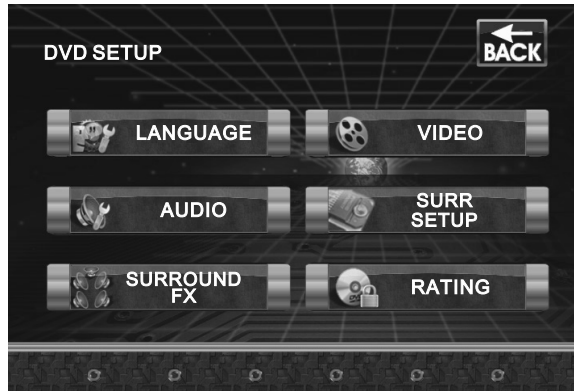 DVD SETUP
BACK
LANGUAGE
VIDEO
AUDIO
SURR
SETUP
SURROUND
FX
RATING